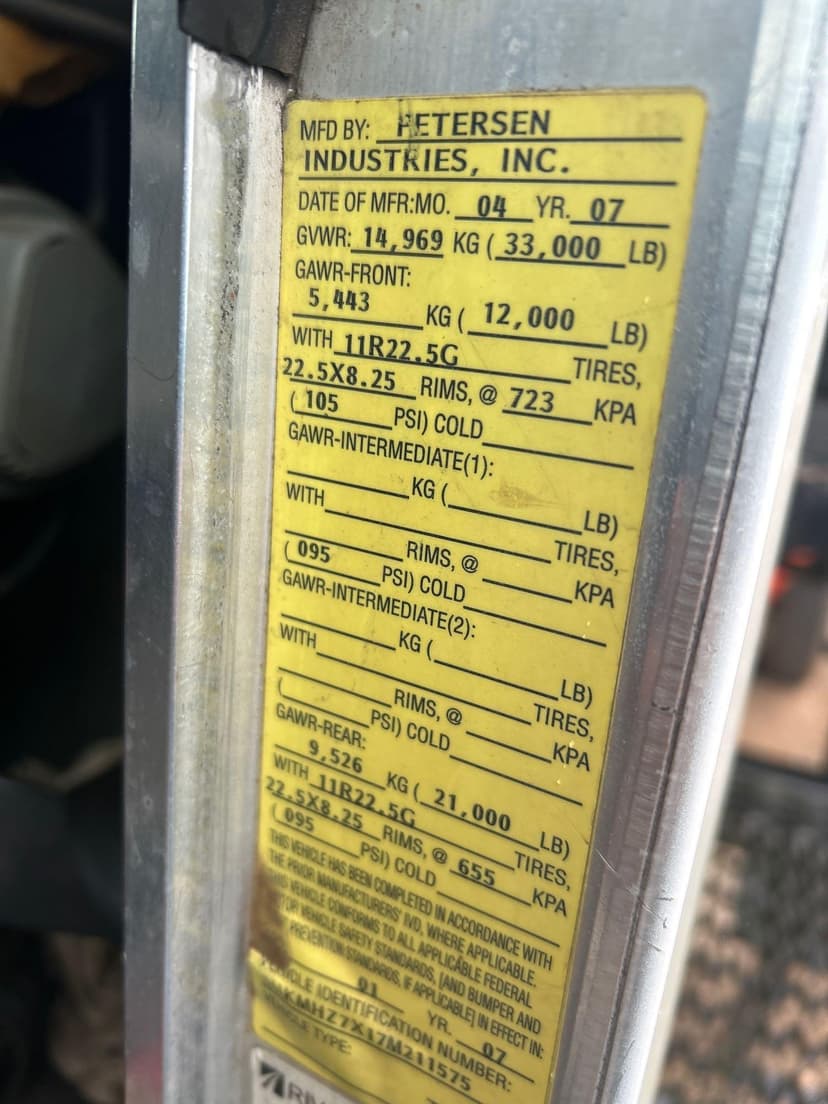 MFD BY: PETERSEN
INDUSTRIES, INC.
DATE OF MFR:MO. 04 YR. 07
GVWR: 14,969 KG ( 33,000 LB)
GAWR-FRONT:
5,443 KG ( 12,000 LB)
WITH 11R22.5G TIRES,
22.5X8.25 RIMS, @ 723 KPA
( 105 PSI) COLD
GAWR-INTERMEDIATE(1):
KG ( LB)
WITH TIRES,
RIMS, @ KPA
( 095 PSI) COLD
GAWR-INTERMEDIATE(2):
KG ( LB)
WITH TIRES,
RIMS, @ KPA
( PSI) COLD
GAWR-REAR:
9,526 KG ( 21,000 LB)
WITH 11R22.5G TIRES,
22.5X8.25 RIMS, @ 655 KPA
( 095 PSI) COLD
THIS VEHICLE HAS BEEN COMPLETED IN ACCORDANCE WITH
THE PRIOR MANUFACTURERS' IVD, WHERE APPLICABLE.
THIS VEHICLE CONFORMS TO ALL APPLICABLE FEDERAL
MOTOR VEHICLE SAFETY STANDARDS, [AND BUMPER AND
PREVENTION STANDARDS, IF APPLICABLE] IN EFFECT IN:
01 YR. 07
VEHICLE IDENTIFICATION NUMBER:
KMHZ7X17M211575
VEHICLE TYPE: